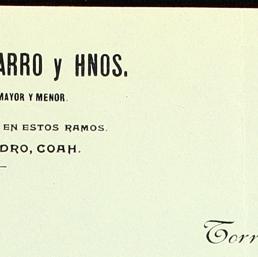 ARRO y HNOS.
MAYOR Y MENOR.
EN ESTOS RAMOS.
DRO, COAH.
Torr